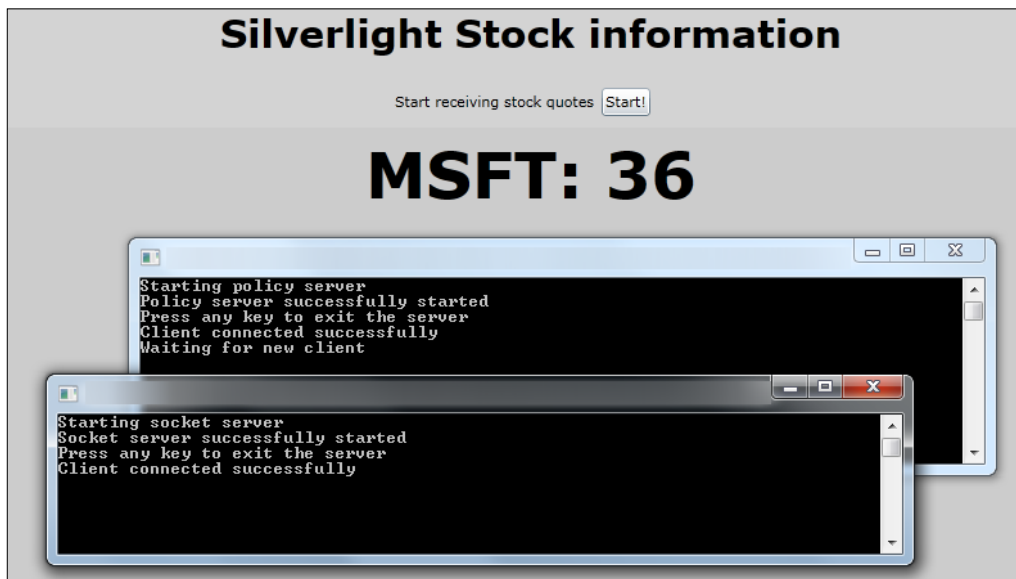 Silverlight Stock information
Start receiving stock quotes Start!
MSFT: 36
Starting policy server
Policy server successfully started
Press any key to exit the server
Client connected successfully
Waiting for new client
Starting socket server
Socket server successfully started
Press any key to exit the server
Client connected successfully